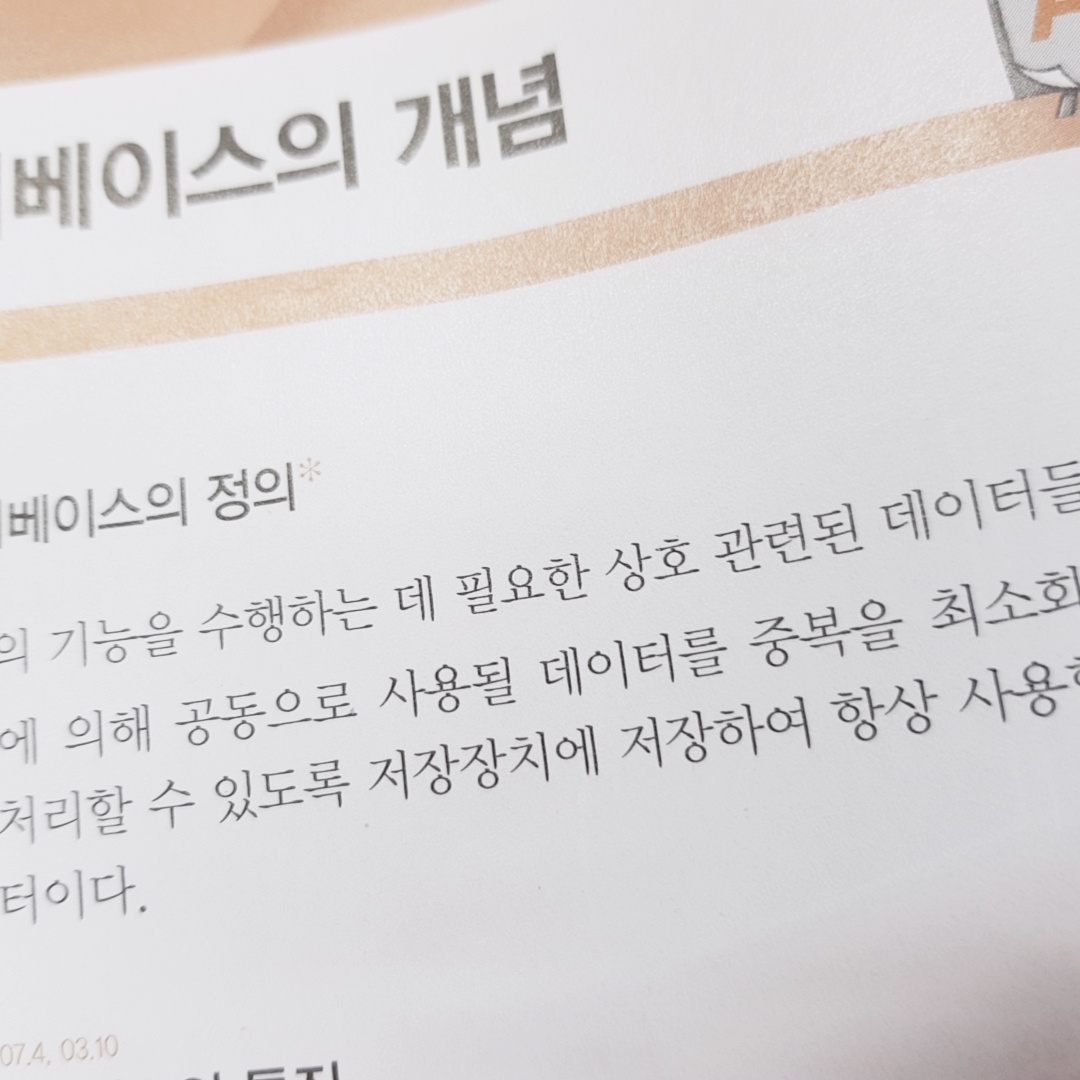 베이스의 개념
베이스의 정의*
의 기능을 수행하는 데 필요한 상호 관련된 데이터들
에 의해 공동으로 사용될 데이터를 중복을 최소화
처리할 수 있도록 저장장치에 저장하여 항상 사용
터이다.
07.4, 03.10